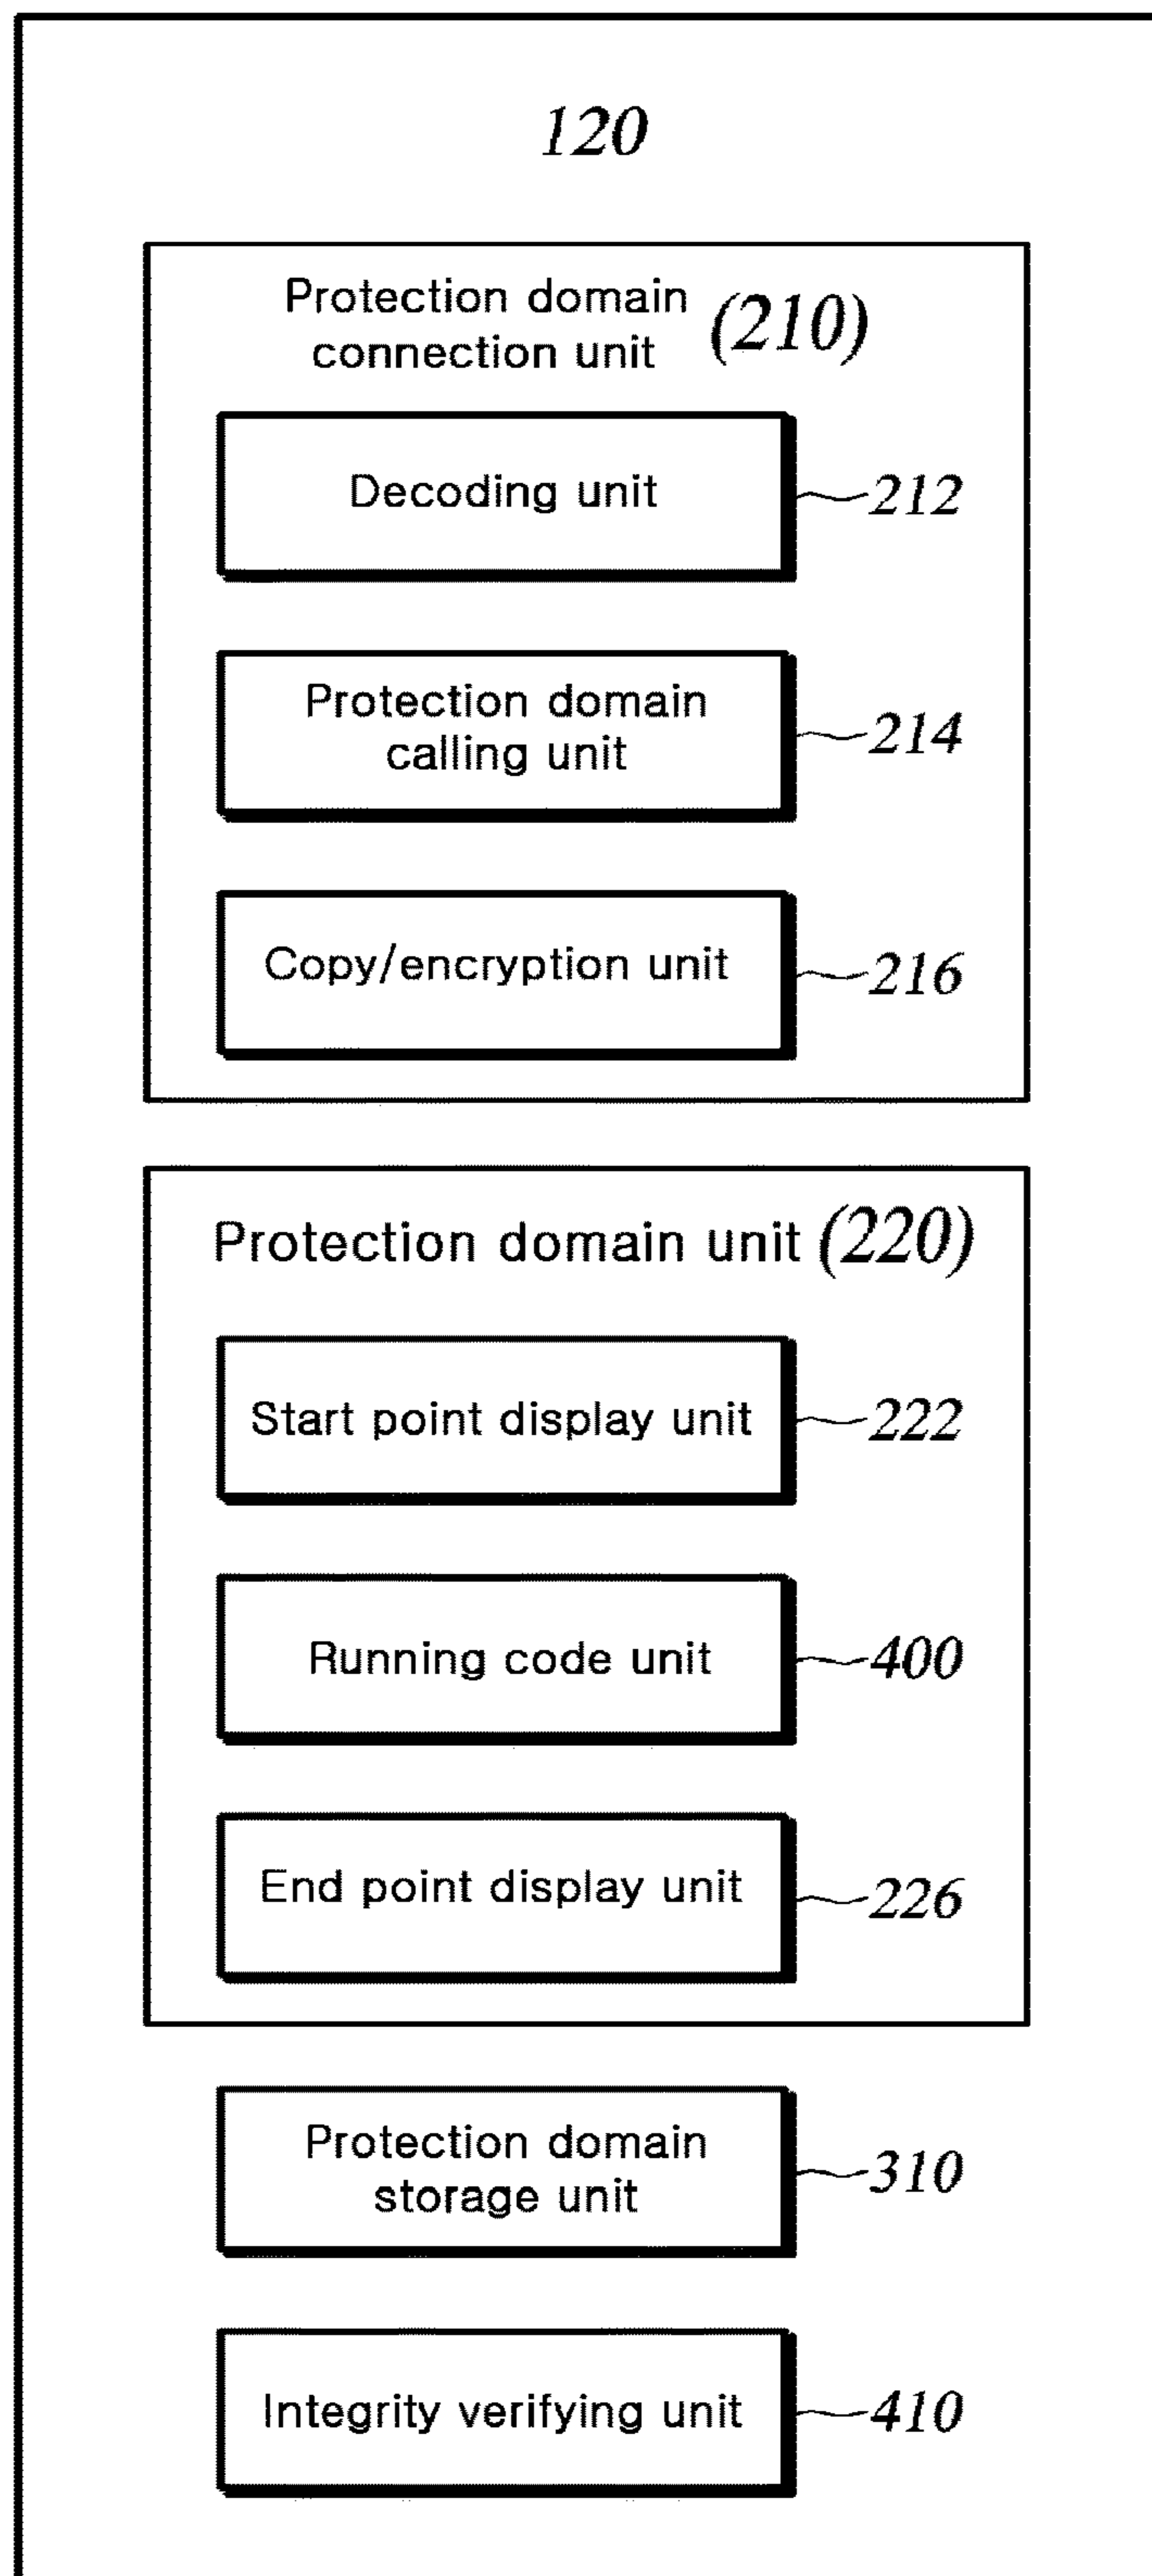 120
Protection domain
connection unit (210)
Decoding unit
212
Protection domain
calling unit
214
Copy/encryption unit
216
Protection domain unit (220)
Start point display unit
222
Running code unit
400
End point display unit
226
Protection domain
storage unit
310
Integrity verifying unit
410